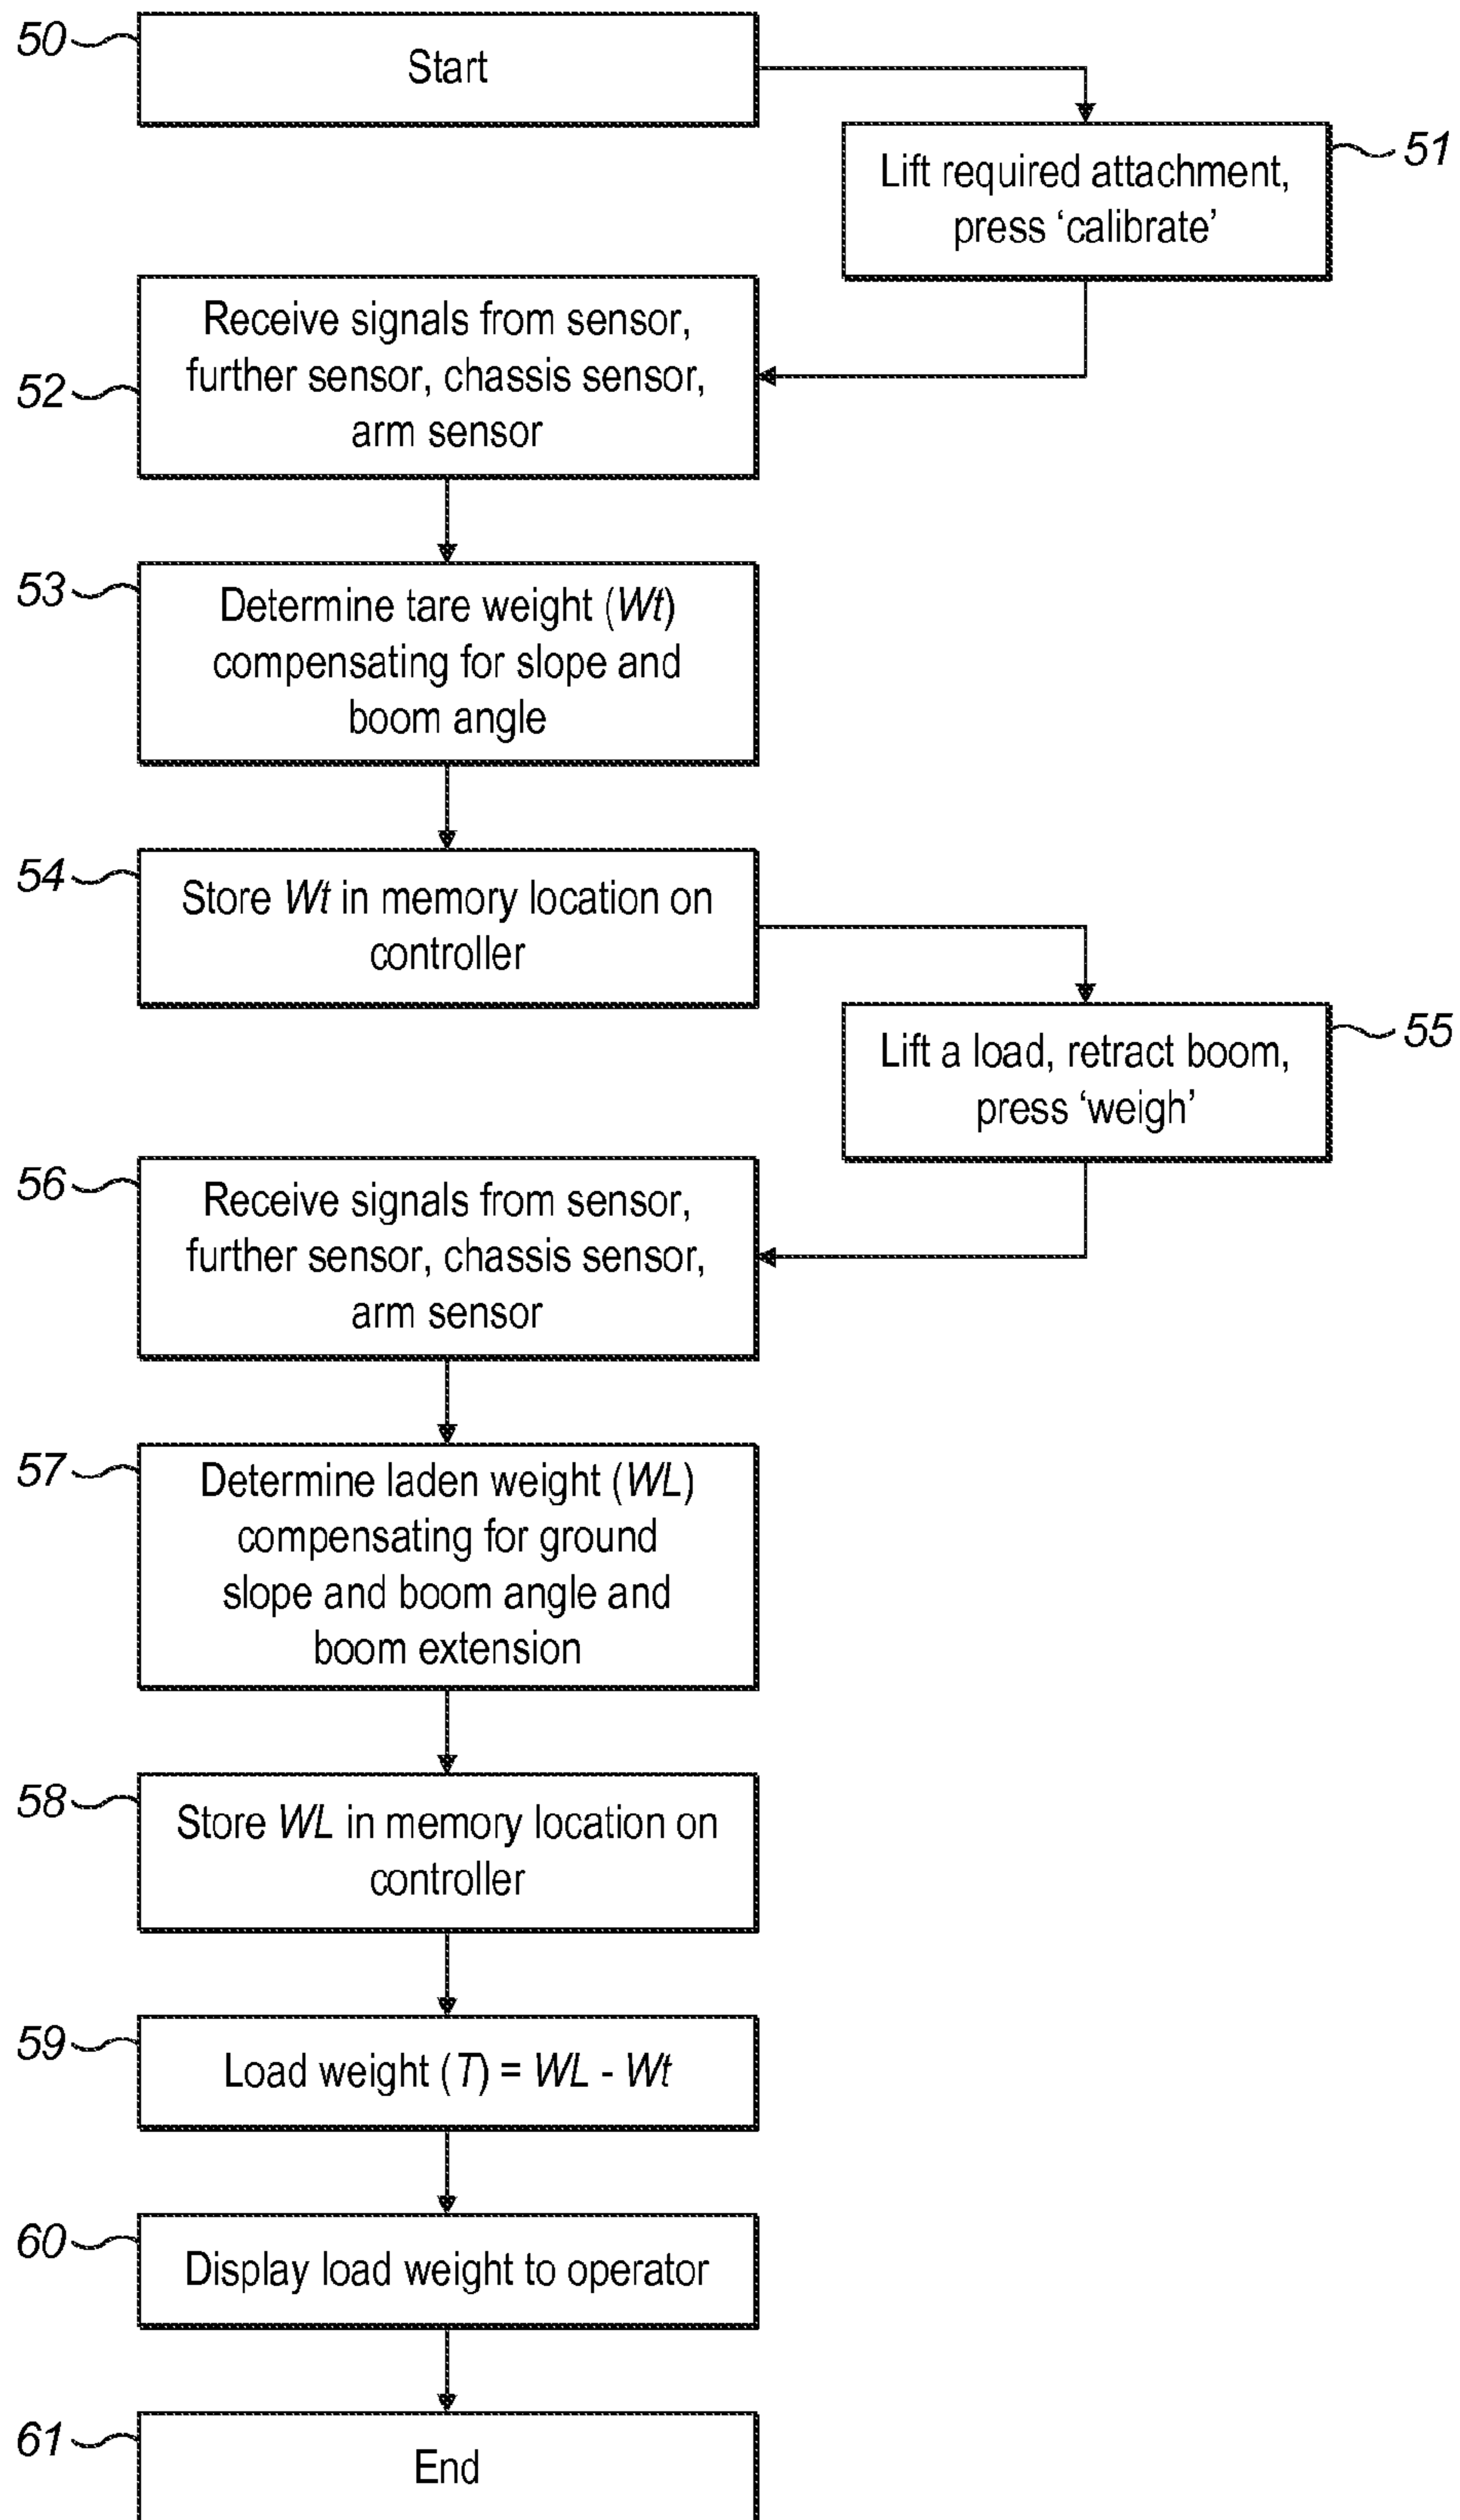 50
Start
51
Lift required attachment,
press ‘calibrate’
52
Receive signals from sensor,
further sensor, chassis sensor,
arm sensor
53
Determine tare weight (Wt)
compensating for slope and
boom angle
54
Store Wt in memory location on
controller
55
Lift a load, retract boom,
press ‘weigh’
56
Receive signals from sensor,
further sensor, chassis sensor,
arm sensor
57
Determine laden weight (WL)
compensating for ground
slope and boom angle and
boom extension
58
Store WL in memory location on
controller
59
Load weight (T) = WL - Wt
60
Display load weight to operator
61
End